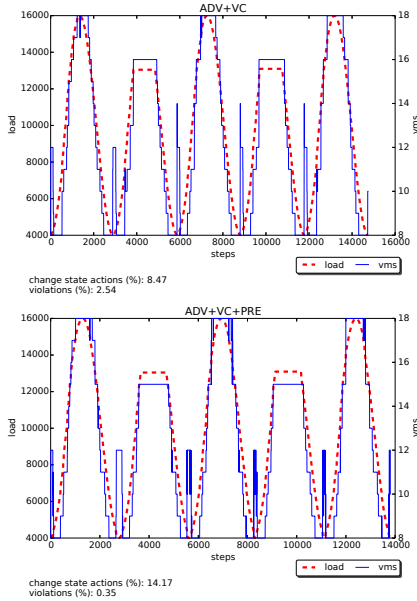 ADV+VC
16000
14000
12000
10000
8000
6000
4000
load
18
16
14
12
10
8
vms
0 2000 4000 6000 8000 10000 12000 14000 16000
steps
load vms
change state actions (%): 8.47
violations (%): 2.54
ADV+VC+PRE
16000
14000
12000
10000
8000
6000
4000
load
18
16
14
12
10
8
vms
0 2000 4000 6000 8000 10000 12000 14000
steps
load vms
change state actions (%): 14.17
violations (%): 0.35